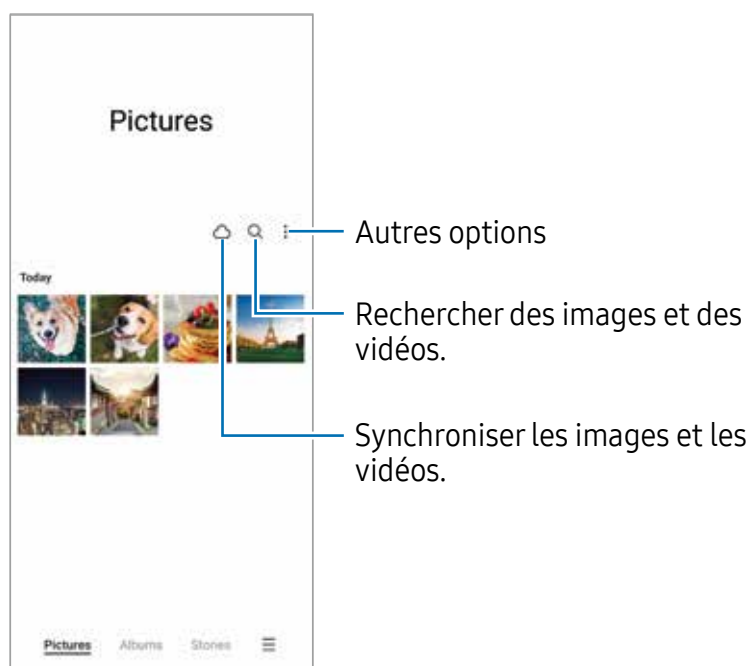 Pictures
Autres options
Today
Rechercher des images et des
vidéos.
Synchroniser les images et les
vidéos.
Pictures Albums Stories